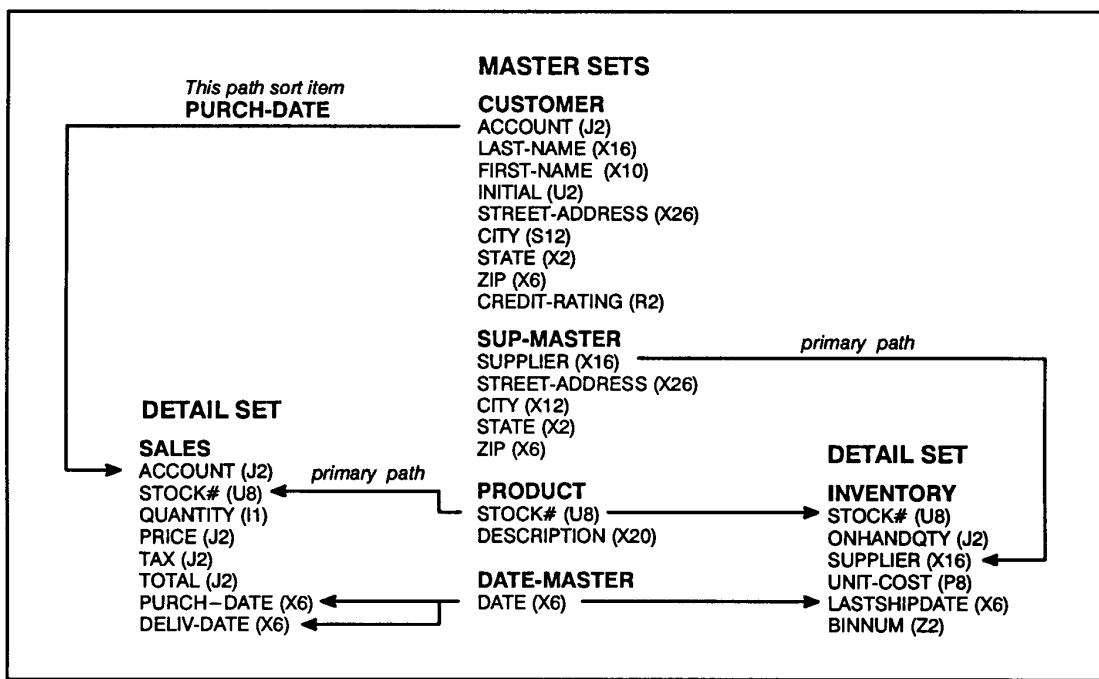 This path sort item
PURCH-DATE
MASTER SETS
CUSTOMER
ACCOUNT (J2)
LAST-NAME (X16)
FIRST-NAME (X10)
INITIAL (U2)
STREET-ADDRESS (X26)
CITY (S12)
STATE (X2)
ZIP (X6)
CREDIT-RATING (R2)
SUP-MASTER
SUPPLIER (X16)
STREET-ADDRESS (X26)
CITY (X12)
STATE (X2)
ZIP (X6)
primary path
DETAIL SET
SALES
ACCOUNT (J2)
STOCK# (U8)
QUANTITY (I1)
PRICE (J2)
TAX (J2)
TOTAL (J2)
PURCH–DATE (X6)
DELIV-DATE (X6)
primary path
PRODUCT
STOCK# (U8)
DESCRIPTION (X20)
DATE-MASTER
DATE (X6)
DETAIL SET
INVENTORY
STOCK# (U8)
ONHANDQTY (J2)
SUPPLIER (X16)
UNIT-COST (P8)
LASTSHIPDATE (X6)
BINNUM (Z2)